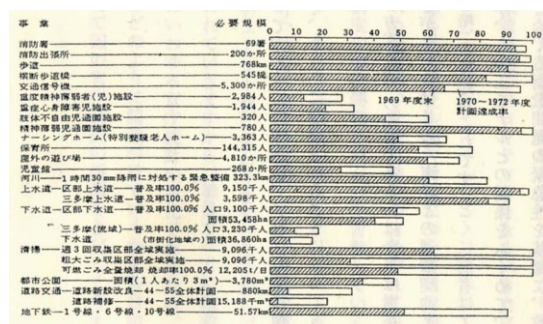 事業 必要規模 0 10 20 30 40 50 60 70 80 90 100
消防署 69署
消防出張所 200か所
歩道 768km
横断歩道橋 545橋
交通信号機 5,300か所
重度精神薄弱者(児)施設 2,984人 1969年度末 1970〜1972年度
重症心身障害児施設 1,944人 計画達成率
肢体不自由児通園施設 320人
精神薄弱児通園施設 780人
ナーシングホーム(特別養護老人ホーム) 3,363人
保育所 144,315人
屋外の遊び場 4,810か所
児童館 268か所
河川—1時間30mm降雨に対処する緊急整備 323.3km
上水道—区部上水道—普及率100.0% 9,150千人
三多摩上水道—普及率100.0% 3,598千人
下水道—区部下水道—普及率100.0% 人口9,100千人
面積53,458ha
三多摩(流域)—普及率100.0% 人口3,230千人
下水道 (市街化地域の) 面積36,860ha
清掃—週3回収集区部全域実施 9,096千人
粗大ごみ収集区部全域実施 9,096千人
可燃ごみ全量焼却 焼却率100.0% 12,205t/日
都市公園—面積(1人あたり3m²) 3,780m²
道路交通—道路新設改良—44〜55全体計画 880km
道路補修—44〜55全体計画 15,188千m²
地下鉄—1号線・6号線・10号線 51.57km
0 10 20 30 40 50 60 70 80 90 100